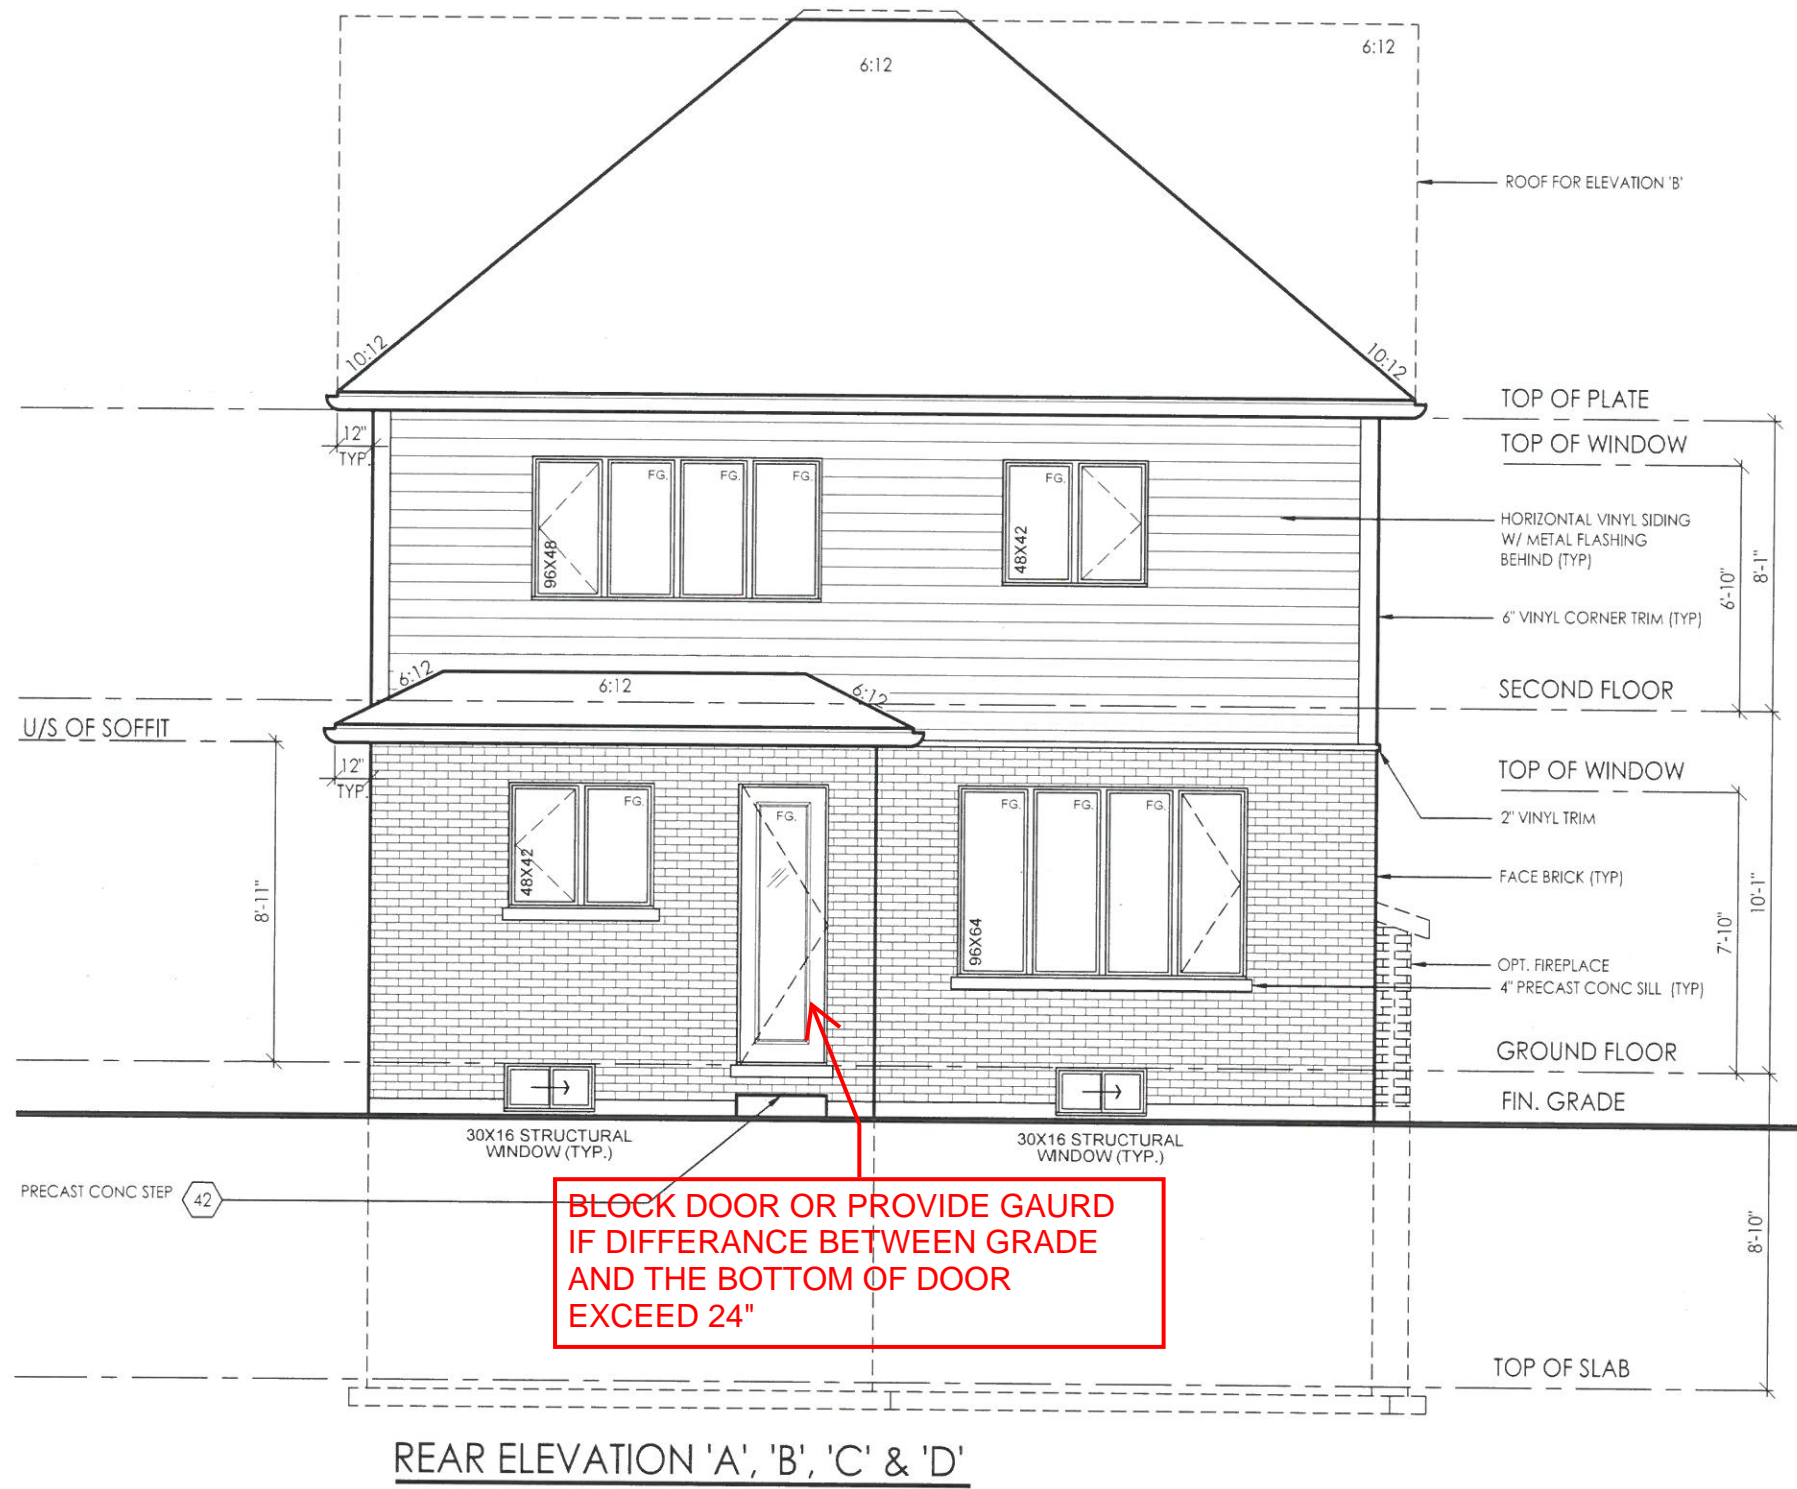 6:12
6:12
ROOF FOR ELEVATION 'B'
10:12
10:12
TOP OF PLATE
12"
TYP.
TOP OF WINDOW
FG.
FG.
FG.
FG.
96X48
48X42
HORIZONTAL VINYL SIDING
W/ METAL FLASHING
BEHIND (TYP)
6'-10"
8'-1"
6" VINYL CORNER TRIM (TYP)
6:12
6:12
6:12
SECOND FLOOR
U/S OF SOFFIT
12"
TYP.
TOP OF WINDOW
FG.
FG.
FG.
FG.
FG.
2" VINYL TRIM
48X42
FACE BRICK (TYP)
8'-11"
96X64
7'-10"
10'-1"
OPT. FIREPLACE
4" PRECAST CONC SILL (TYP)
GROUND FLOOR
FIN. GRADE
30X16 STRUCTURAL
WINDOW (TYP.)
30X16 STRUCTURAL
WINDOW (TYP.)
PRECAST CONC STEP 42
BLOCK DOOR OR PROVIDE GAURD
IF DIFFERANCE BETWEEN GRADE
AND THE BOTTOM OF DOOR
EXCEED 24"
8'-10"
TOP OF SLAB
REAR ELEVATION 'A', 'B', 'C' & 'D'